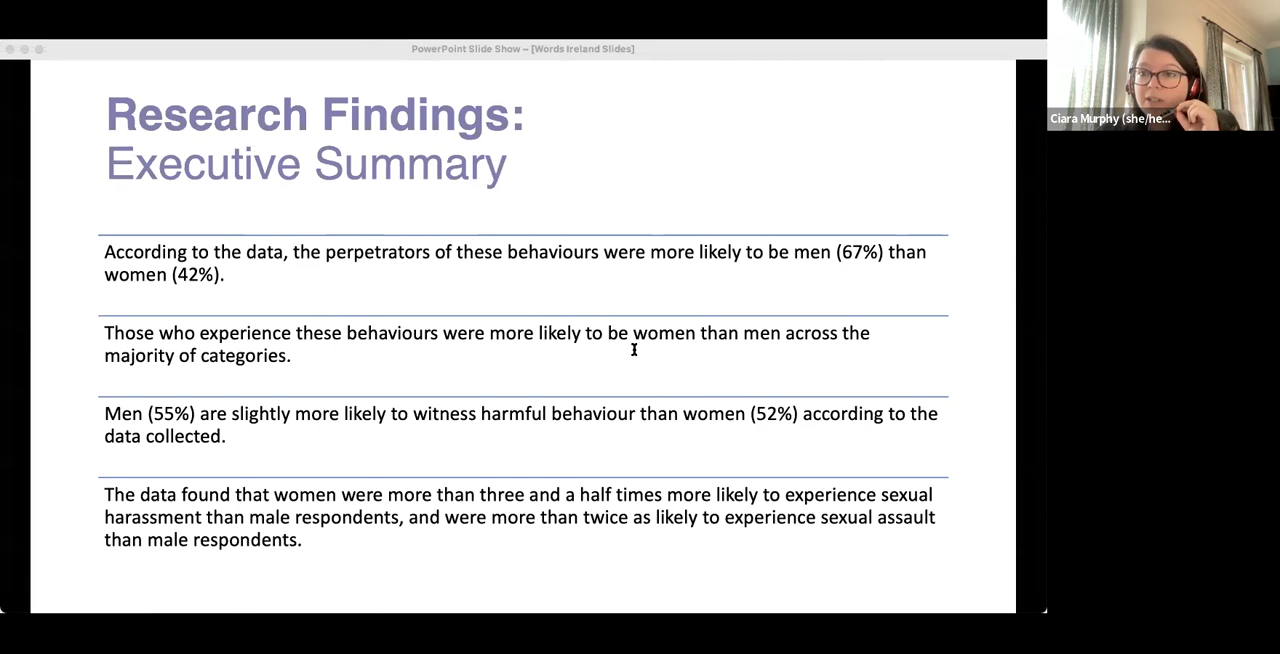 PowerPoint Slide Show – [Words Ireland Slides]
Ciara Murphy (she/he...
Research Findings:
Executive Summary
According to the data, the perpetrators of these behaviours were more likely to be men (67%) than
women (42%).
Those who experience these behaviours were more likely to be women than men across the
majority of categories.
Men (55%) are slightly more likely to witness harmful behaviour than women (52%) according to the
data collected.
The data found that women were more than three and a half times more likely to experience sexual
harassment than male respondents, and were more than twice as likely to experience sexual assault
than male respondents.